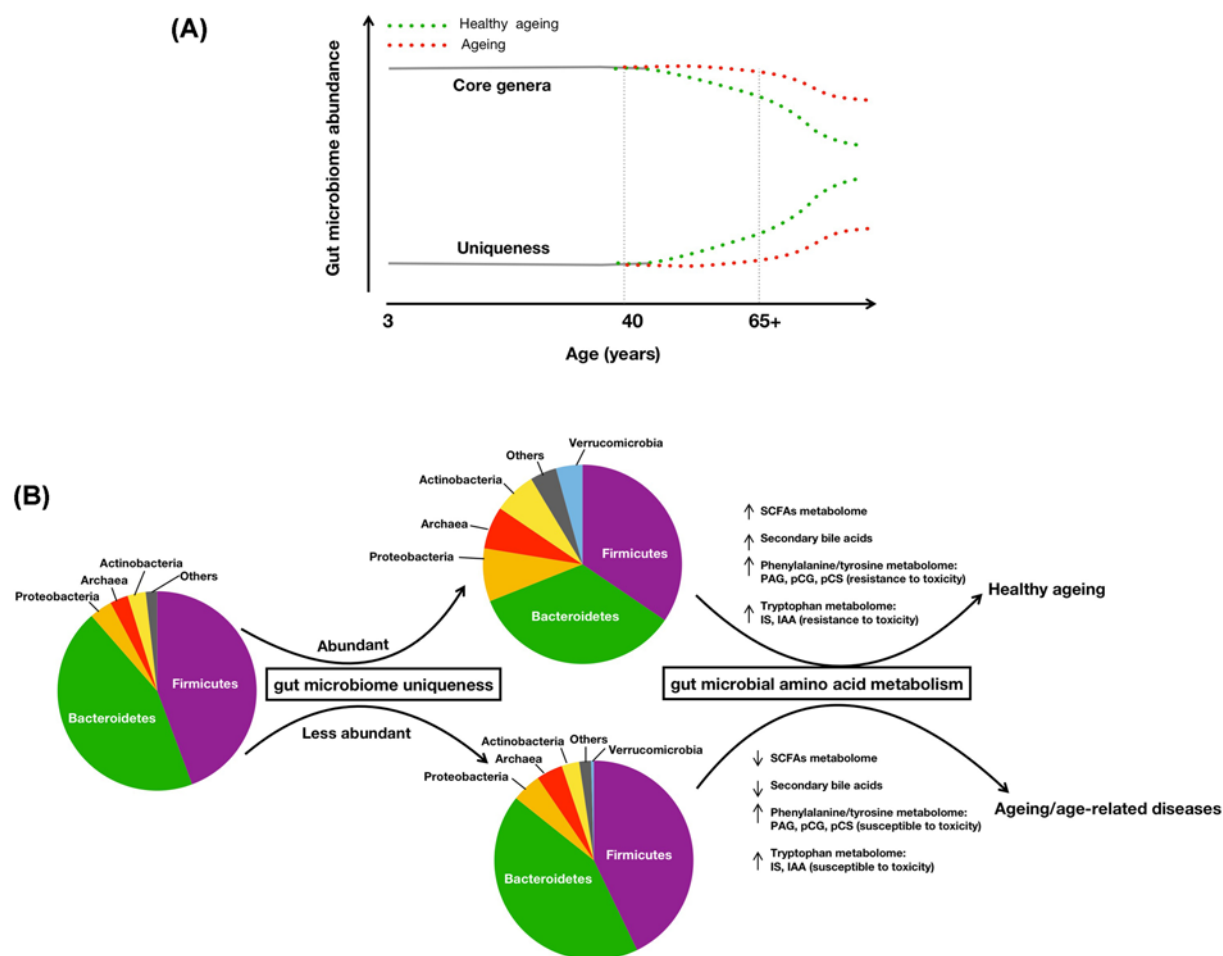 (A)
Healthy ageing
Ageing
Gut microbiome abundance
Core genera
Uniqueness
3
40
65+
Age (years)
(B)
Proteobacteria
Archaea
Actinobacteria
Others
Firmicutes
Bacteroidetes
Abundant
gut microbiome uniqueness
Less abundant
Proteobacteria
Archaea
Actinobacteria
Others
Verrucomicrobia
Firmicutes
Bacteroidetes
Proteobacteria
Archaea
Actinobacteria
Others
Verrucomicrobia
Firmicutes
Bacteroidetes
↑ SCFAs metabolome
↑ Secondary bile acids
↑ Phenylalanine/tyrosine metabolome:
PAG, pCG, pCS (resistance to toxicity)
↑ Tryptophan metabolome:
IS, IAA (resistance to toxicity)
Healthy ageing
gut microbial amino acid metabolism
↓ SCFAs metabolome
↓ Secondary bile acids
↑ Phenylalanine/tyrosine metabolome:
PAG, pCG, pCS (susceptible to toxicity)
↑ Tryptophan metabolome:
IS, IAA (susceptible to toxicity)
Ageing/age-related diseases